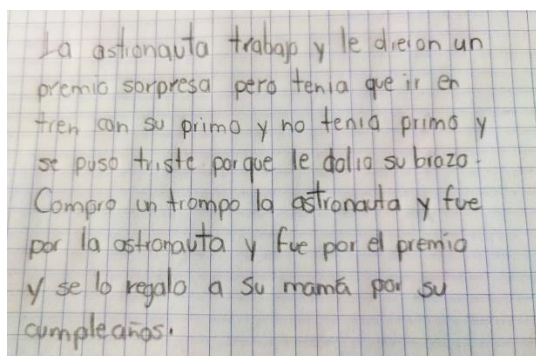 La astronauta trabajo y le dieron un
premio sorpresa pero tenia que ir en
tren con su primo y no tenia primo y
se puso triste porque le dolio su brazo.
Compro un trompo la astronauta y fue
por la astronauta y fue por el premio
y se lo regalo a su mamá por su
cumpleaños.